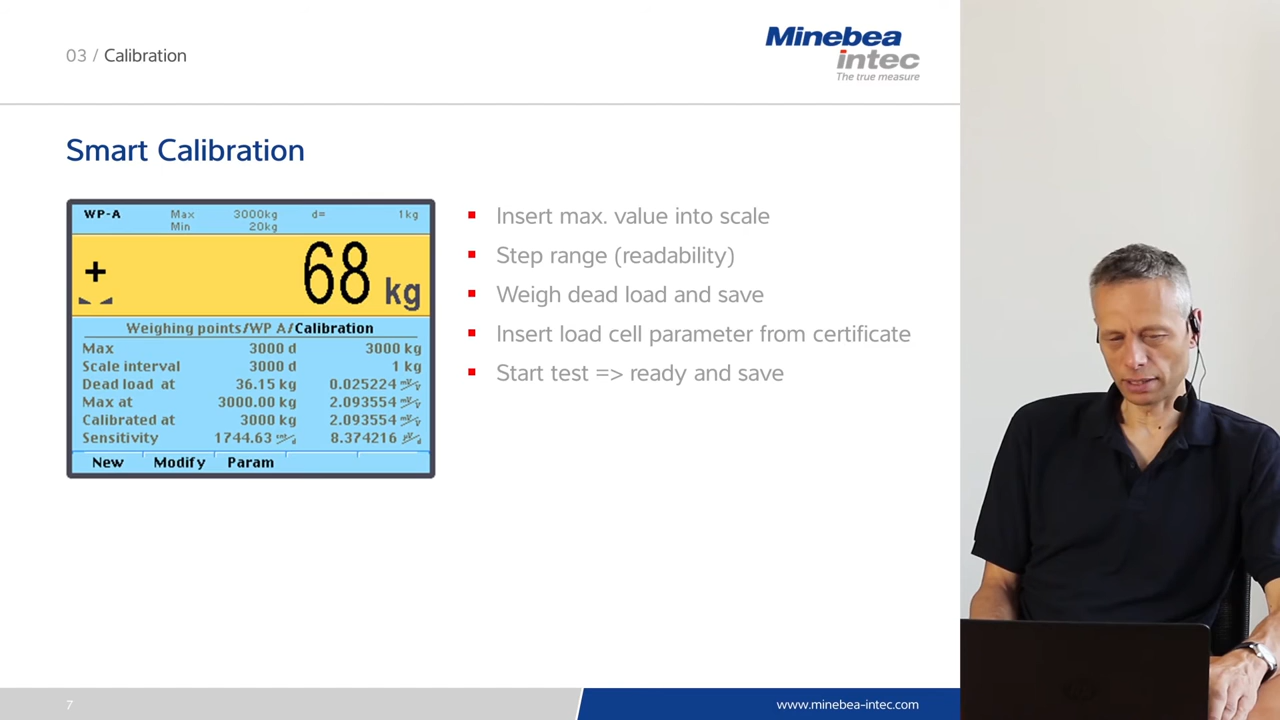 03 / Calibration
Minebea
intec
The true measure
Smart Calibration
WP-A Max 3000kg d= 1kg
Min 20kg
+ 68 kg
Weighing points/WP A/Calibration
Max 3000 d 3000 kg
Scale interval 3000 d 1 kg
Dead load at 36.15 kg 0.025224 mV/V
Max at 3000.00 kg 2.093554 mV/V
Calibrated at 3000 kg 2.093554 mV/V
Sensitivity 1744.63 8.374216
New Modify Param
▪ Insert max. value into scale
▪ Step range (readability)
▪ Weigh dead load and save
▪ Insert load cell parameter from certificate
▪ Start test => ready and save
7
www.minebea-intec.com